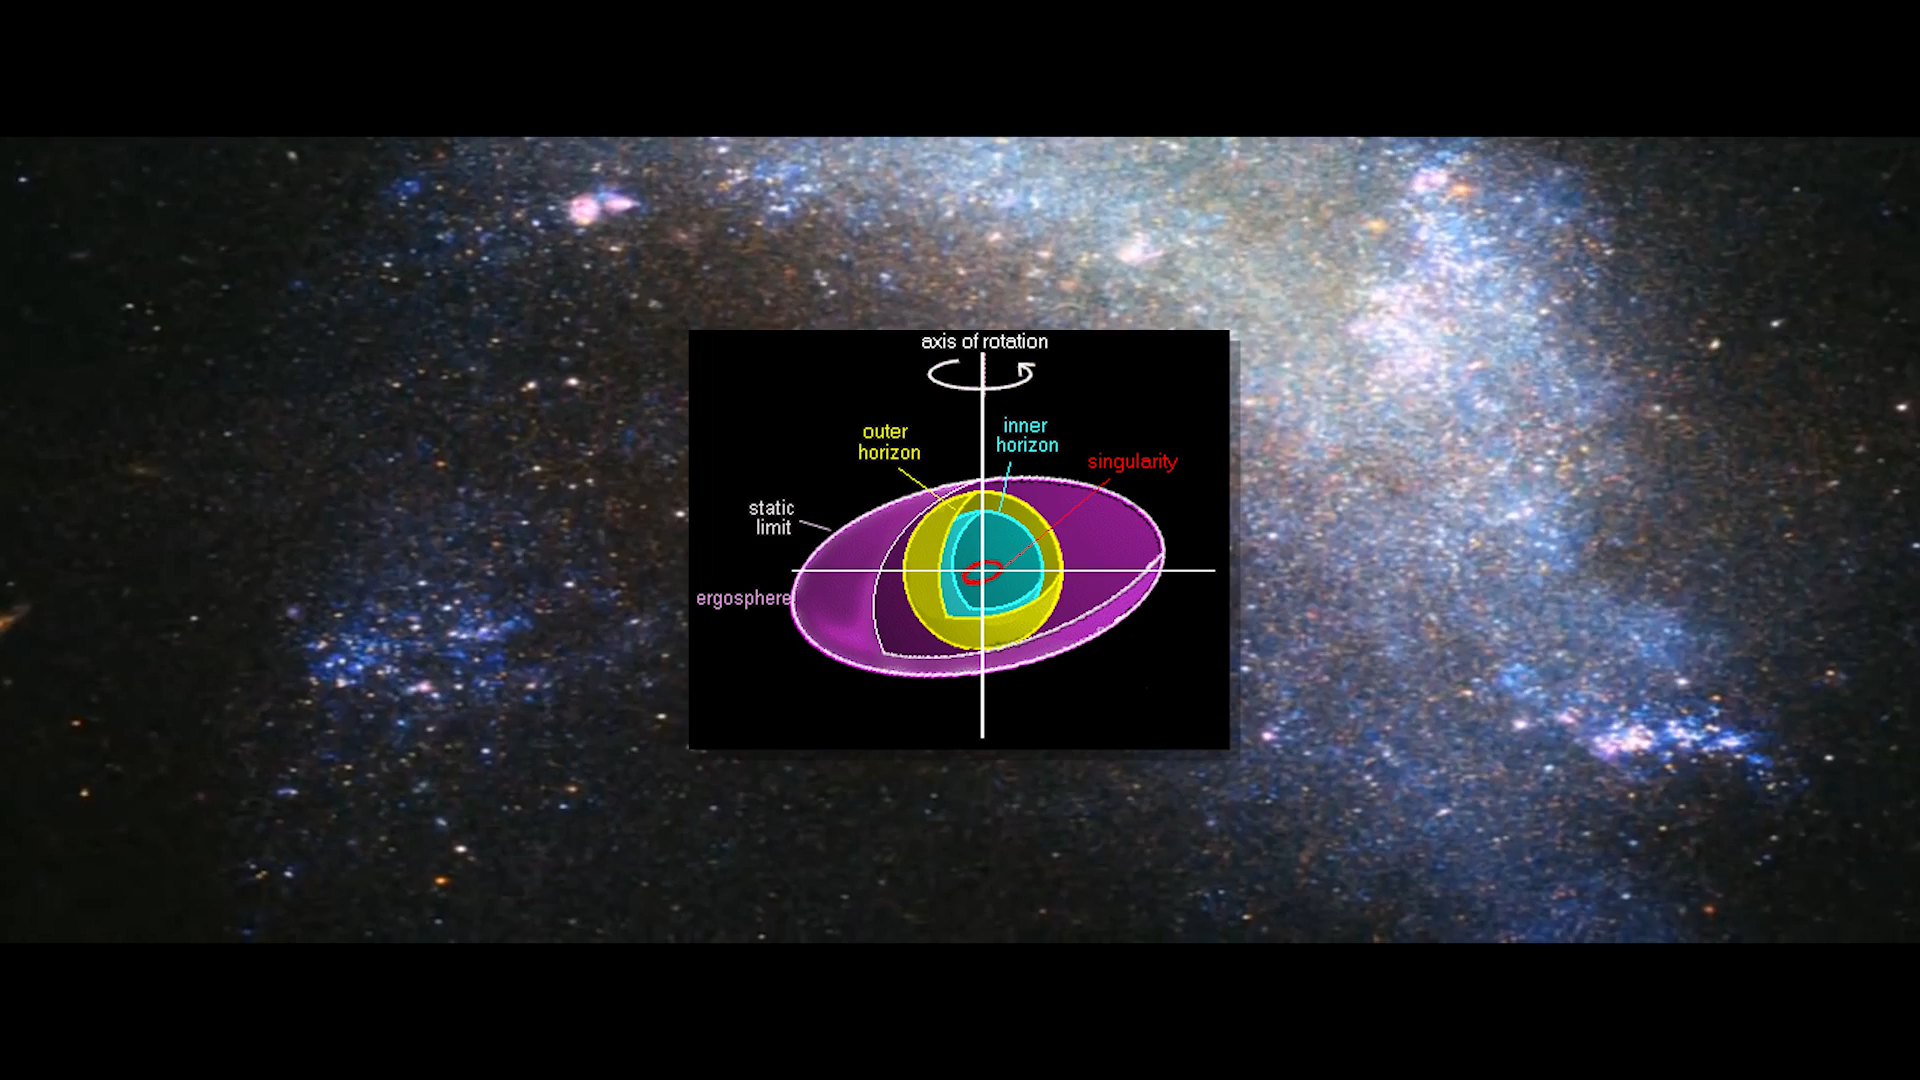 axis of rotation
outer
horizon
inner
horizon
singularity
static
limit
ergosphere